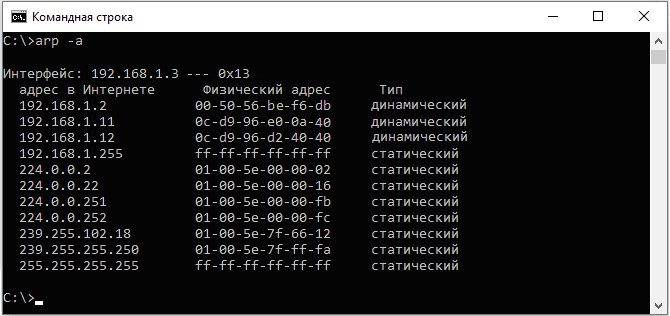 Командная строка
C:\>arp -a
Интерфейс: 192.168.1.3 --- 0x13
адрес в Интернете Физический адрес Тип
192.168.1.2 00-50-56-be-f6-db динамический
192.168.1.11 0c-d9-96-e0-0a-40 динамический
192.168.1.12 0c-d9-96-d2-40-40 динамический
192.168.1.255 ff-ff-ff-ff-ff-ff статический
224.0.0.2 01-00-5e-00-00-02 статический
224.0.0.22 01-00-5e-00-00-16 статический
224.0.0.251 01-00-5e-00-00-fb статический
224.0.0.252 01-00-5e-00-00-fc статический
239.255.102.18 01-00-5e-7f-66-12 статический
239.255.255.250 01-00-5e-7f-ff-fa статический
255.255.255.255 ff-ff-ff-ff-ff-ff статический
C:\>